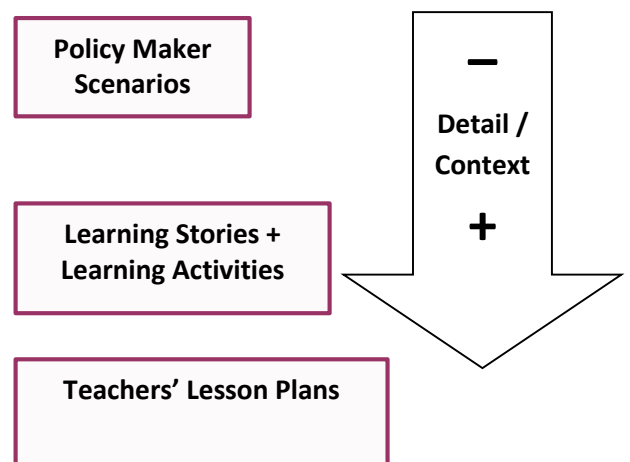 Policy Maker
Scenarios
–
Detail /
Context
+
Learning Stories +
Learning Activities
Teachers’ Lesson Plans